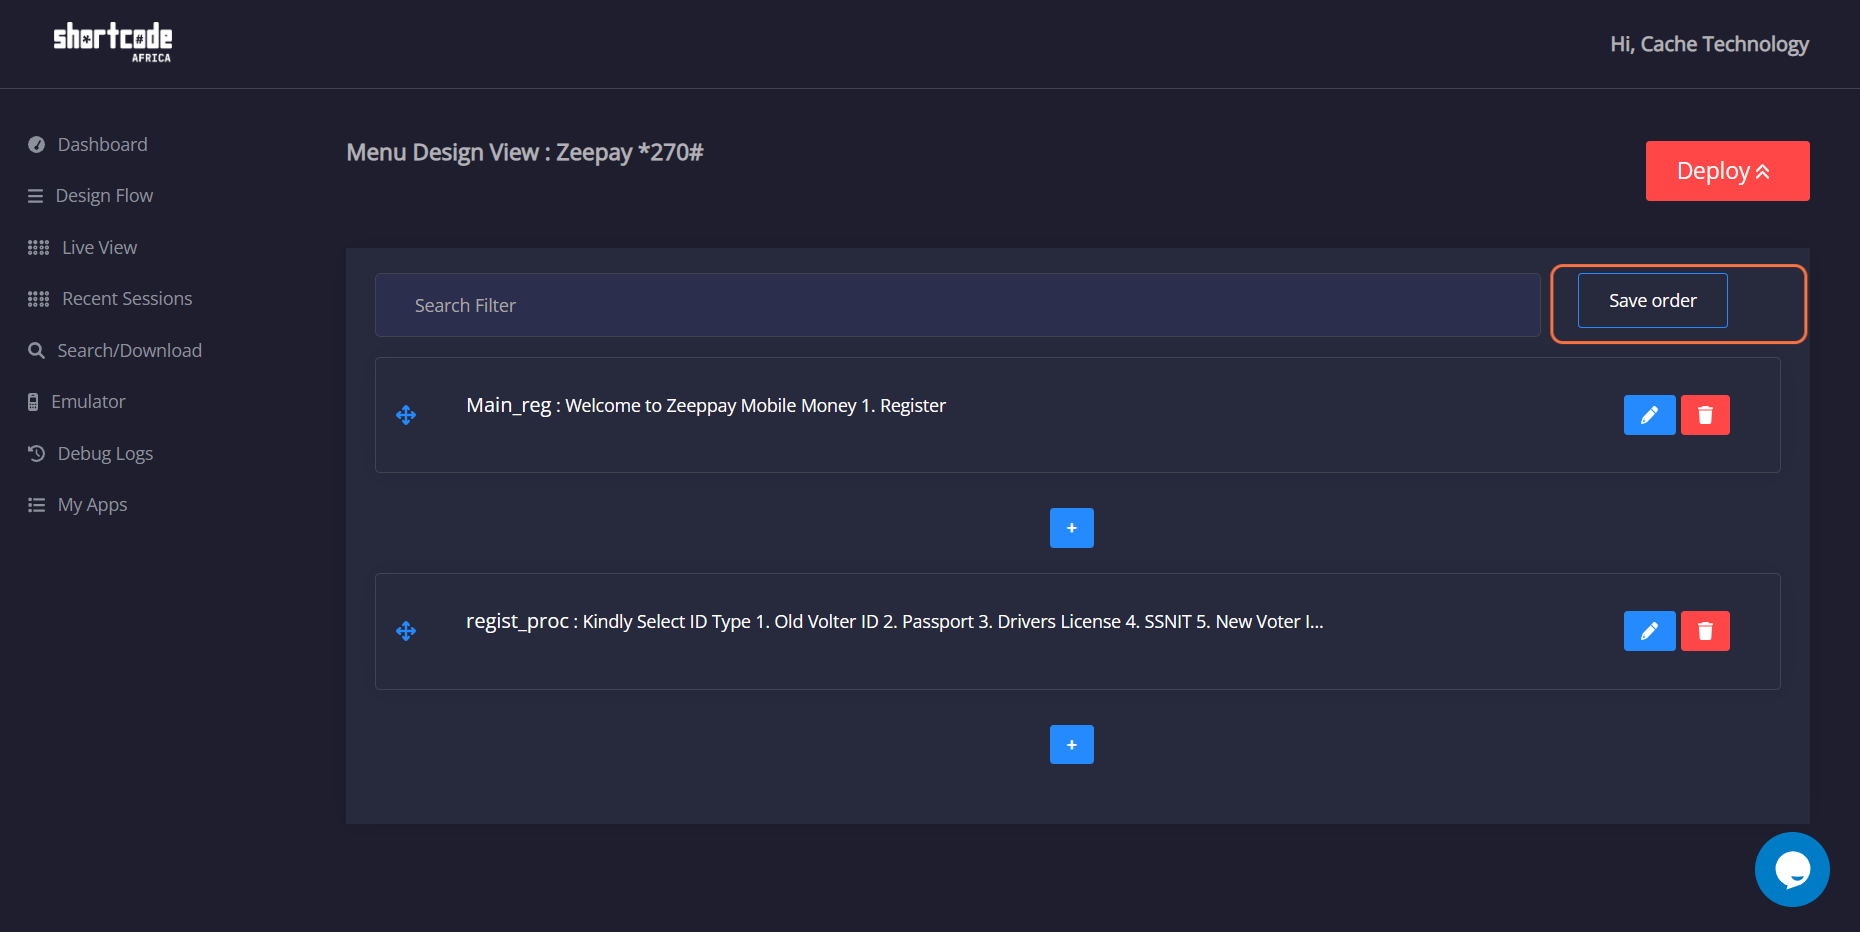 shortcode
AFRICA
Hi, Cache Technology
Dashboard
Design Flow
Live View
Recent Sessions
Search/Download
Emulator
Debug Logs
My Apps
Menu Design View : Zeepay *270#
Deploy
Search Filter
Save order
Main_reg : Welcome to Zeeppay Mobile Money 1. Register
+
regist_proc : Kindly Select ID Type 1. Old Volter ID 2. Passport 3. Drivers License 4. SSNIT 5. New Voter I...
+